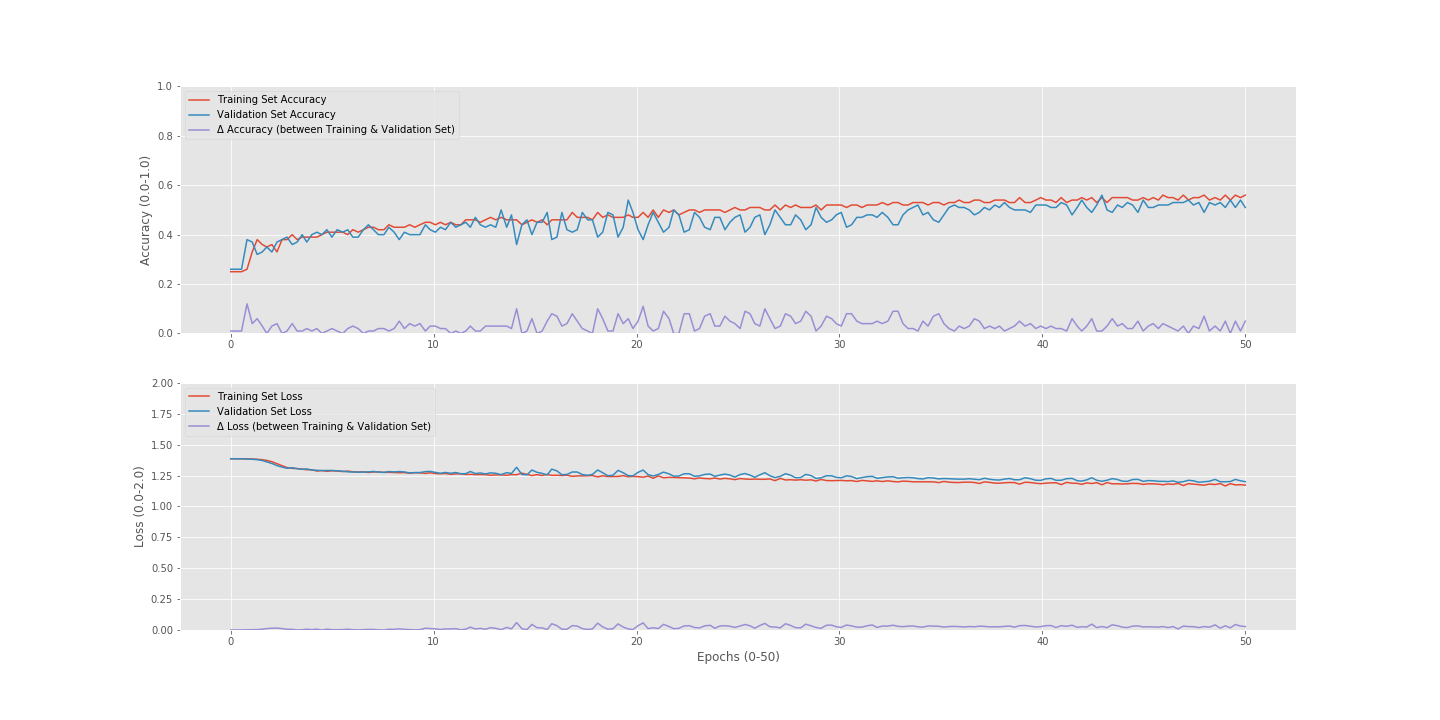 1.0
0.8
0.6
0.4
0.2
0.0
Accuracy (0.0-1.0)
Training Set Accuracy
Validation Set Accuracy
Δ Accuracy (between Training & Validation Set)
0 10 20 30 40 50
2.00
1.75
1.50
1.25
1.00
0.75
0.50
0.25
0.00
Loss (0.0-2.0)
Training Set Loss
Validation Set Loss
Δ Loss (between Training & Validation Set)
0 10 20 30 40 50
Epochs (0-50)